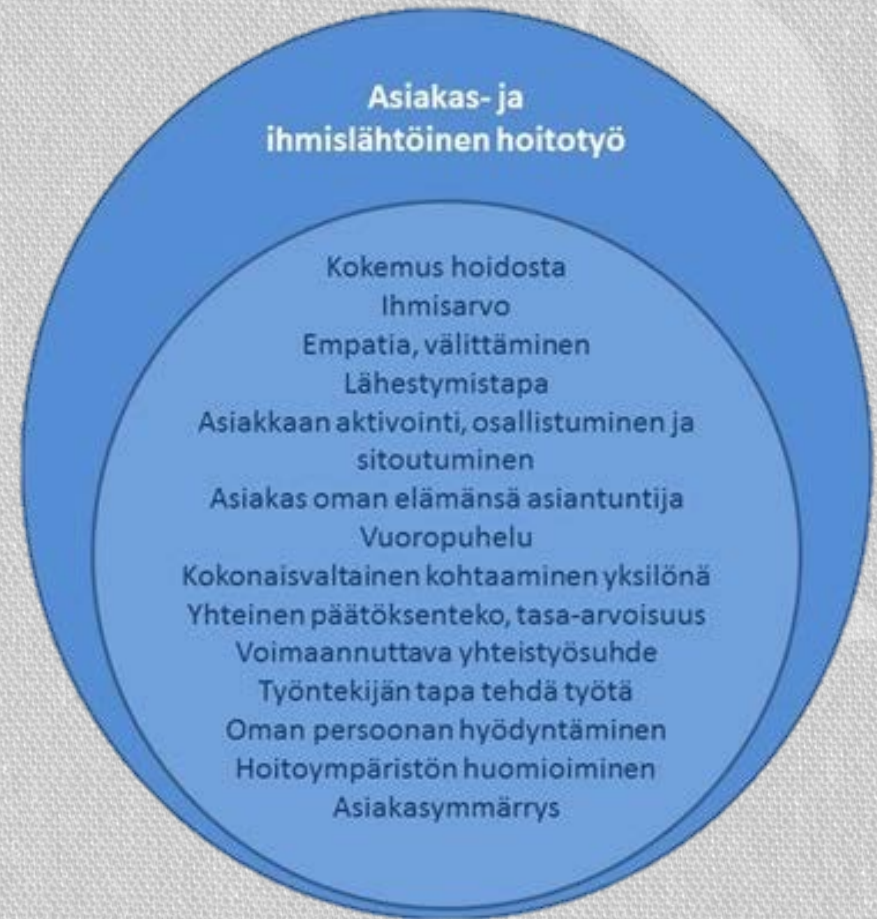 Asiakas- ja
ihmislähtöinen hoitotyö
Kokemus hoidosta
Ihmisarvo
Empatia, välittäminen
Lähestymistapa
Asiakkaan aktivointi, osallistuminen ja
sitoutuminen
Asiakas oman elämänsä asiantuntija
Vuoropuhelu
Kokonaisvaltainen kohtaaminen yksilönä
Yhteinen päätöksenteko, tasa-arvoisuus
Voimaannuttava yhteistyösuhde
Työntekijän tapa tehdä työtä
Oman persoonan hyödyntäminen
Hoitoympäristön huomioiminen
Asiakasymmärrys